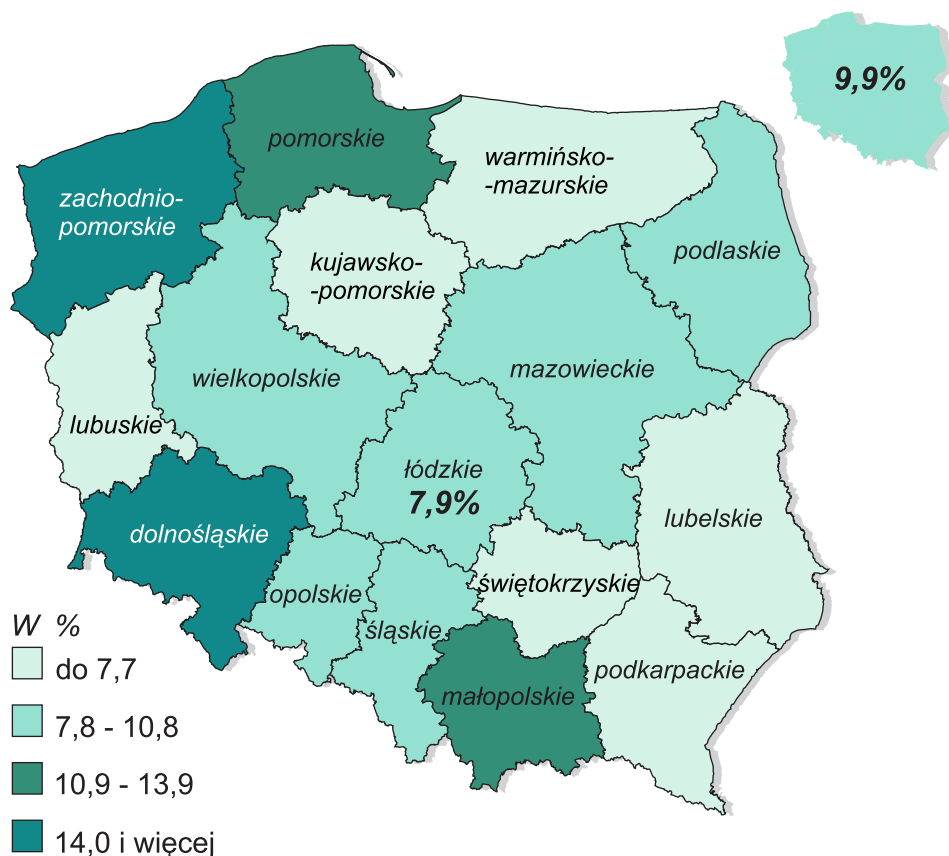 9,9%
pomorskie
warmińsko-
-mazurskie
zachodnio-
pomorskie
podlaskie
kujawsko-
-pomorskie
mazowieckie
wielkopolskie
lubuskie
łódzkie
7,9%
lubelskie
dolnośląskie
świętokrzyskie
opolskie
śląskie
podkarpackie
małopolskie
W %
do 7,7
7,8 - 10,8
10,9 - 13,9
14,0 i więcej